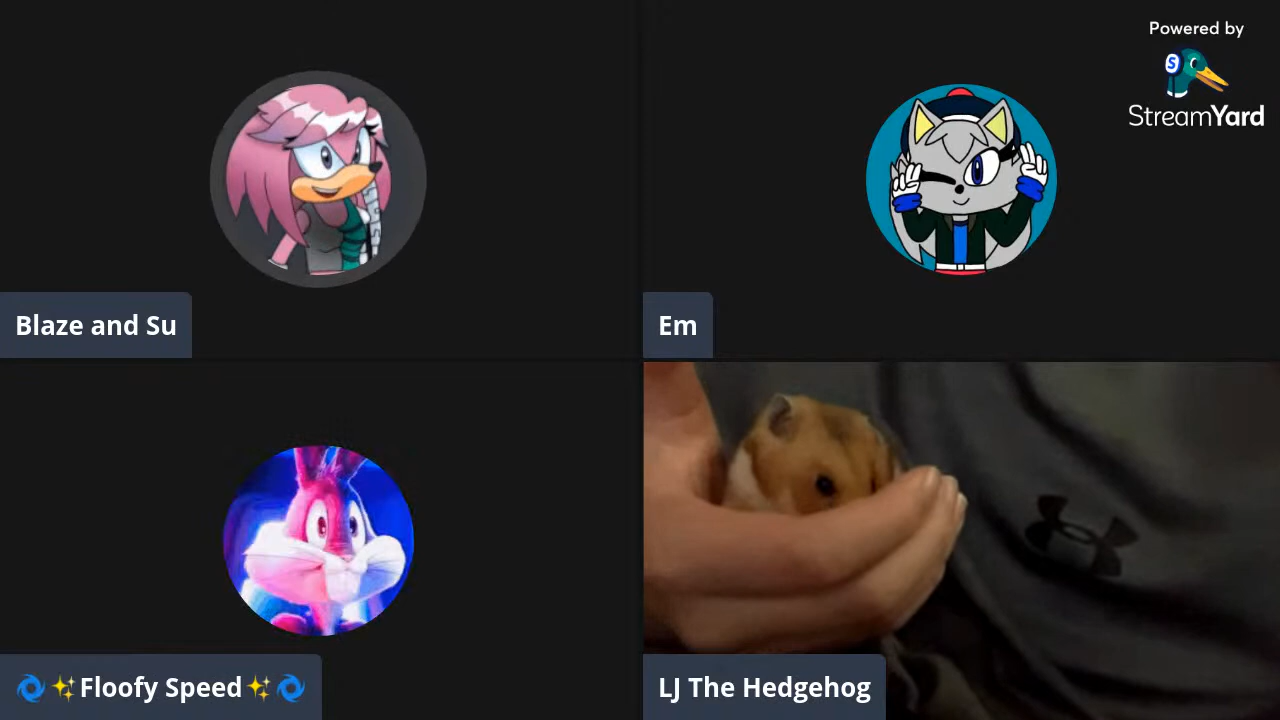 Powered by
S
StreamYard
Blaze and Su
Em
🌀✨Floofy Speed✨🌀
LJ The Hedgehog